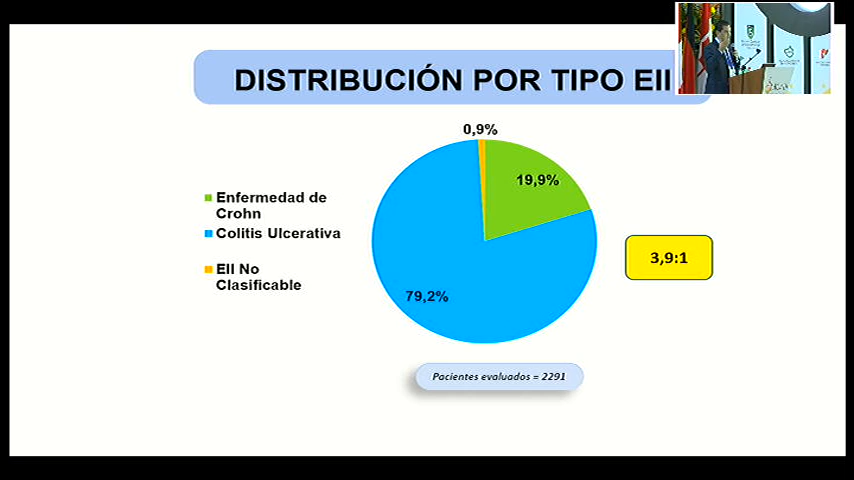 DISTRIBUCIÓN POR TIPO EII
0,9%
19,9%
Enfermedad de
Crohn
Colitis Ulcerativa
EII No
Clasificable
3,9:1
79,2%
Pacientes evaluados = 2291